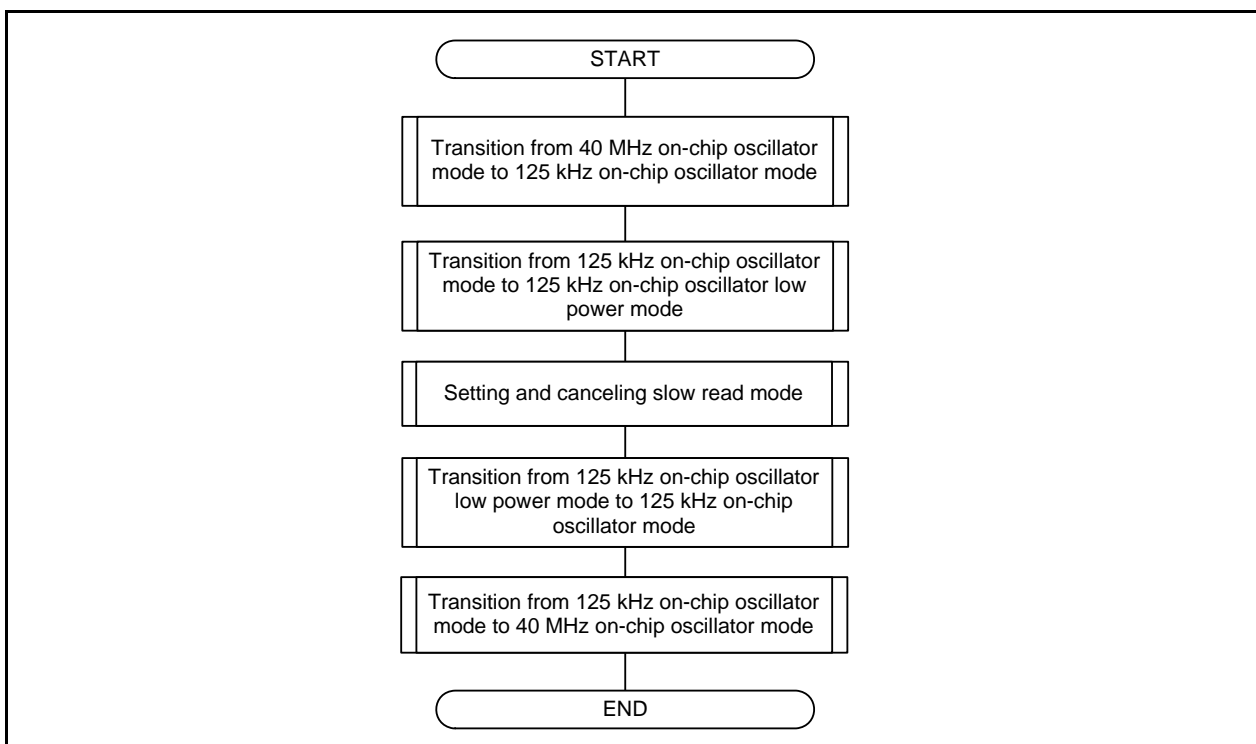 START
Transition from 40 MHz on-chip oscillator
mode to 125 kHz on-chip oscillator mode
Transition from 125 kHz on-chip oscillator
mode to 125 kHz on-chip oscillator low
power mode
Setting and canceling slow read mode
Transition from 125 kHz on-chip oscillator
low power mode to 125 kHz on-chip
oscillator mode
Transition from 125 kHz on-chip oscillator
mode to 40 MHz on-chip oscillator mode
END